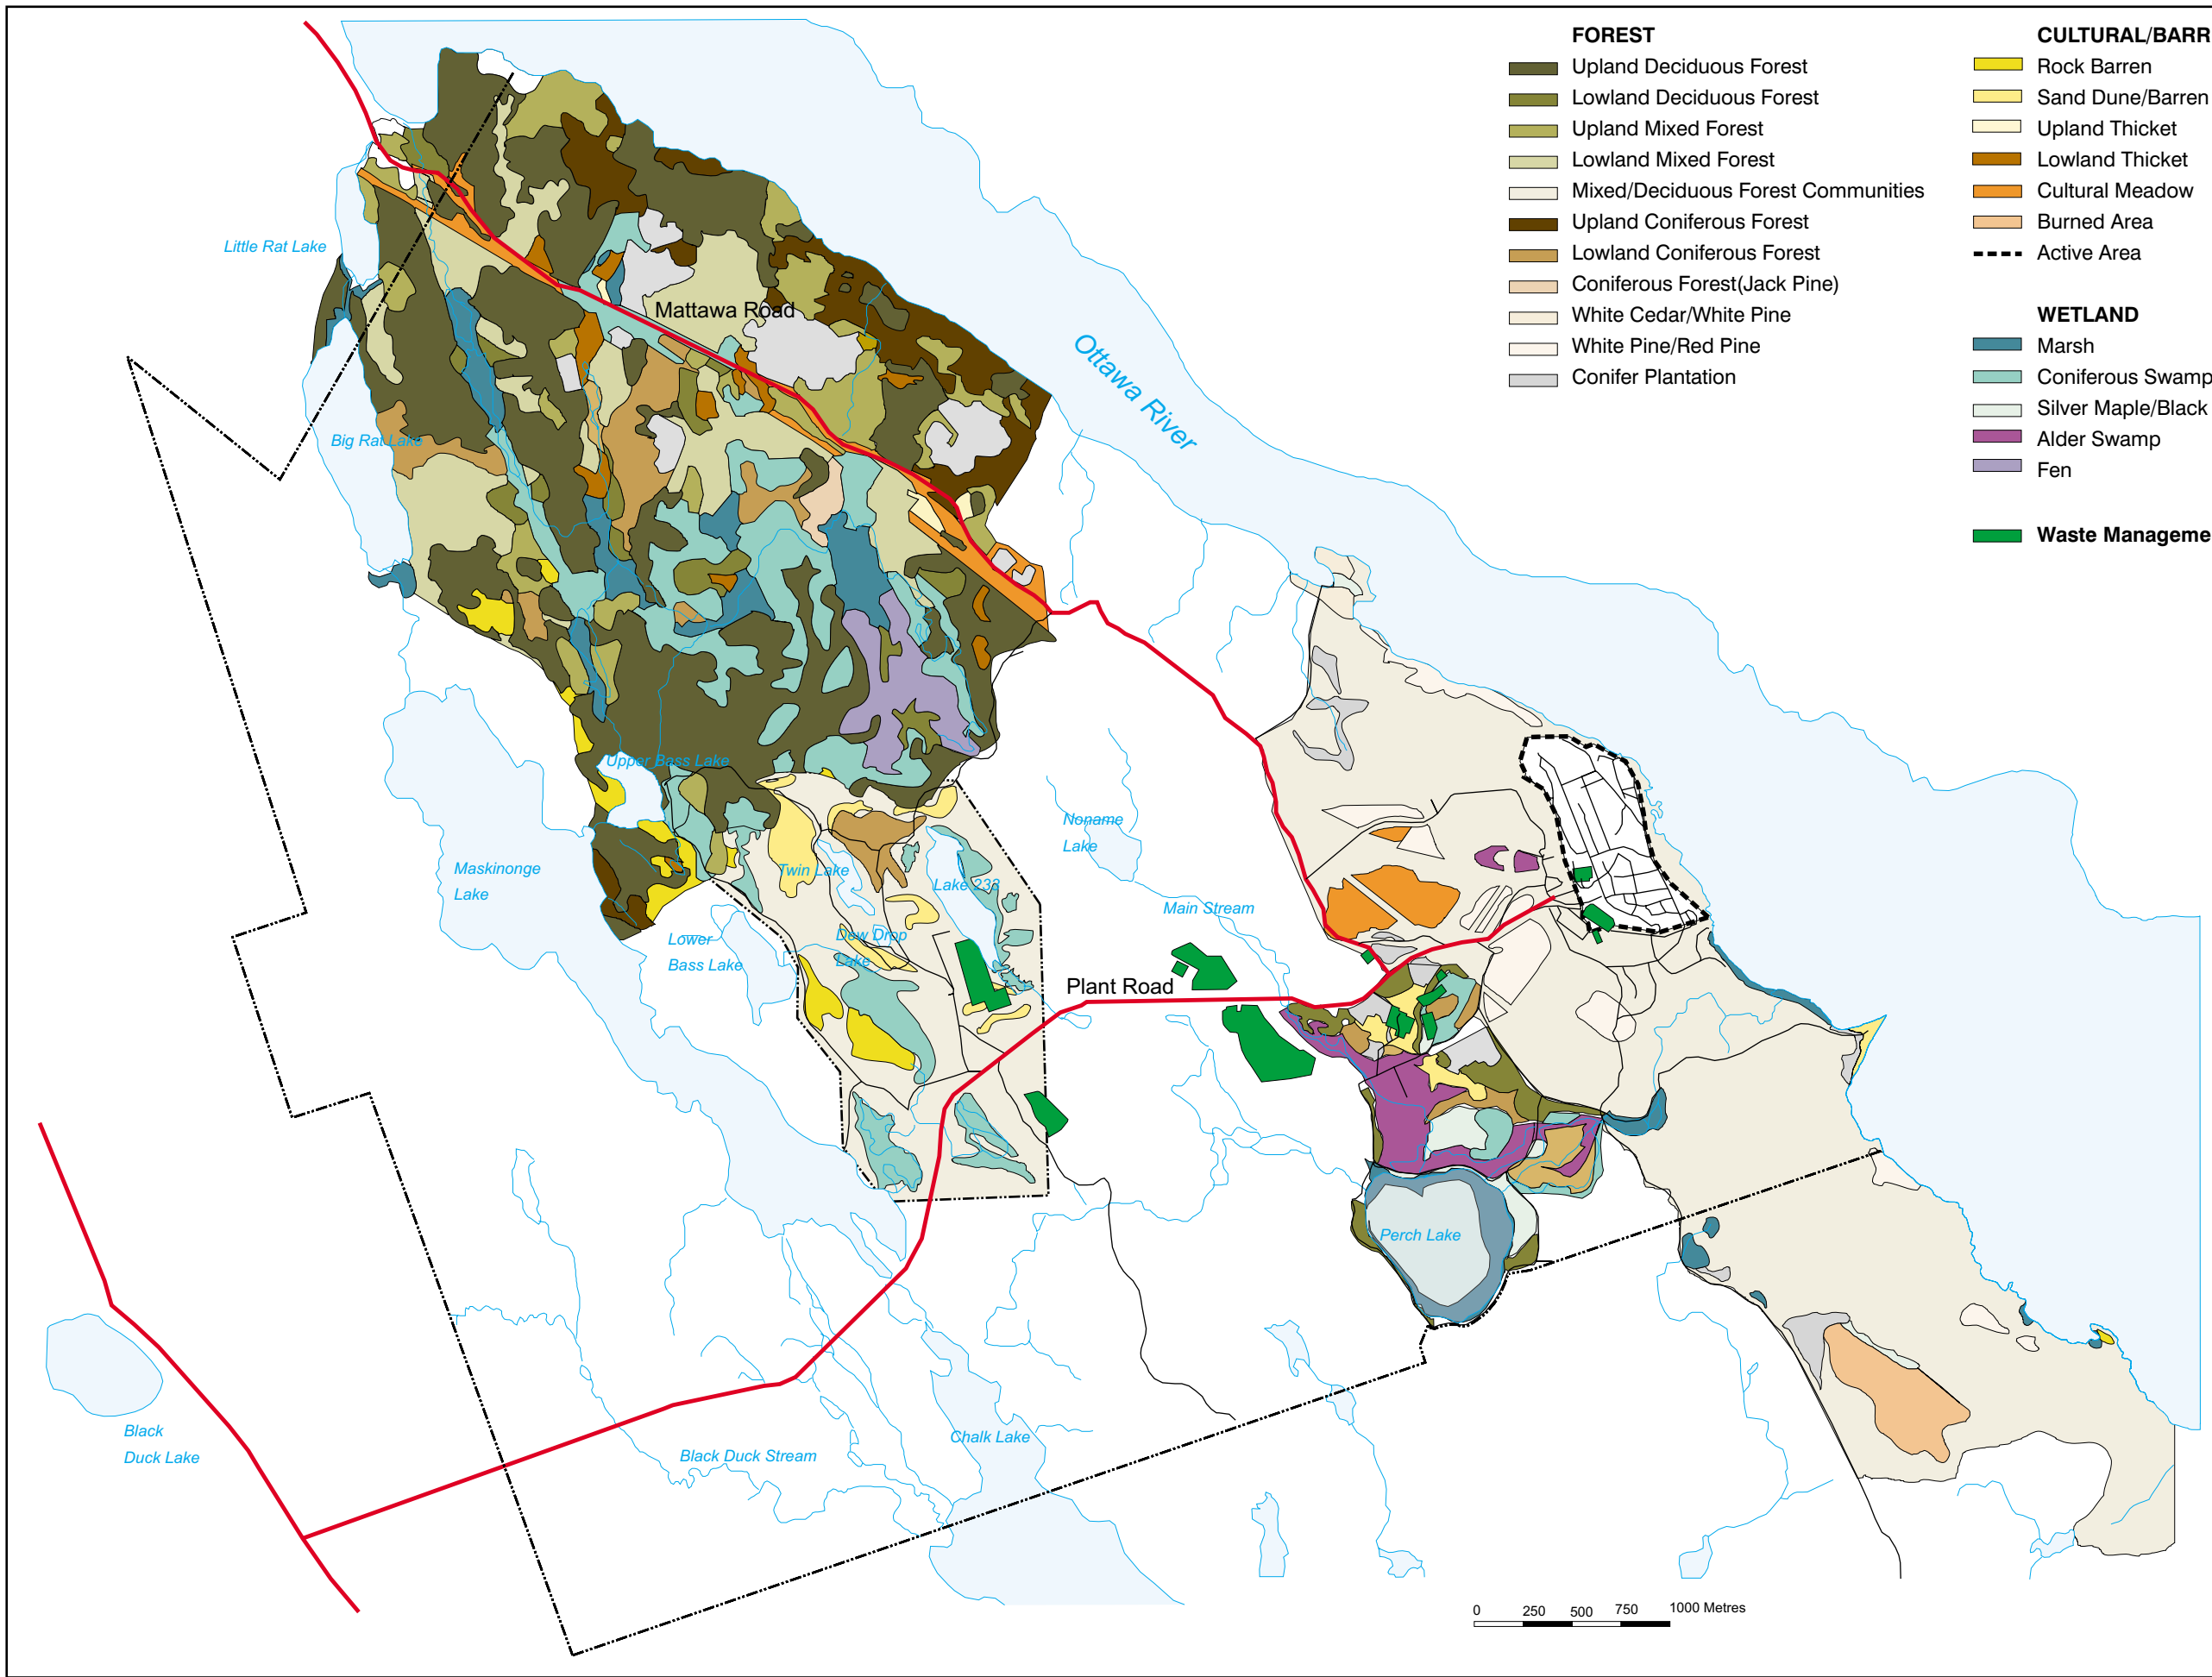 FOREST
Upland Deciduous Forest
Lowland Deciduous Forest
Upland Mixed Forest
Lowland Mixed Forest
Mixed/Deciduous Forest Communities
Upland Coniferous Forest
Lowland Coniferous Forest
Coniferous Forest(Jack Pine)
White Cedar/White Pine
White Pine/Red Pine
Conifer Plantation
CULTURAL/BARR
Rock Barren
Sand Dune/Barren
Upland Thicket
Lowland Thicket
Cultural Meadow
Burned Area
Active Area
WETLAND
Marsh
Coniferous Swamp
Silver Maple/Black
Alder Swamp
Fen
Waste Manageme
Little Rat Lake
Mattawa Road
Ottawa River
Big Rat Lake
Upper Bass Lake
Noname
Lake
Maskinonge
Lake
Twin Lake
Lake 233
Main Stream
Lower
Bass Lake
Dew Drop
Lake
Plant Road
Perch Lake
Black
Duck Lake
Black Duck Stream
Chalk Lake
0 250 500 750 1000 Metres